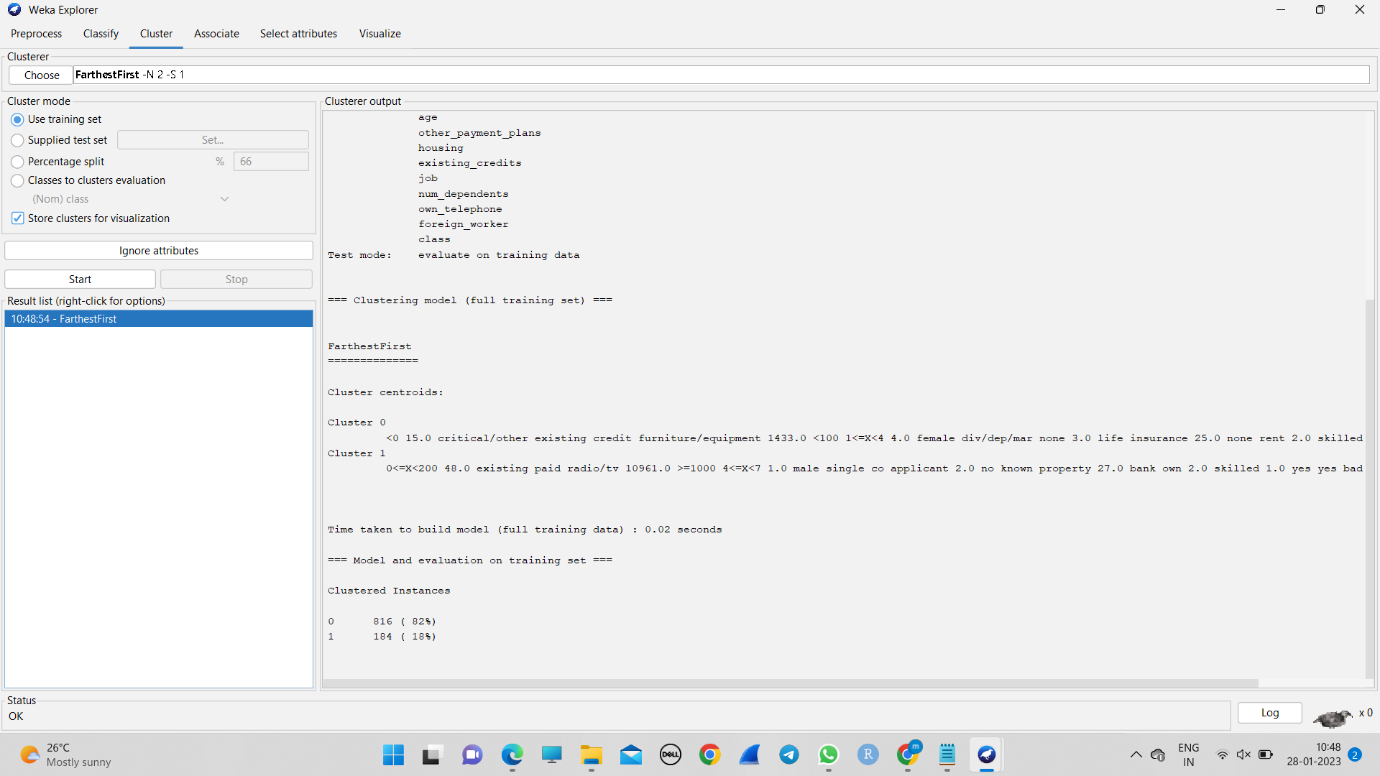 Weka Explorer
Preprocess Classify Cluster Associate Select attributes Visualize
Clusterer
Choose FarthestFirst -N 2 -S 1
Cluster mode
Use training set
Supplied test set Set...
Percentage split % 66
Classes to clusters evaluation
(Nom) class
Store clusters for visualization
Ignore attributes
Start Stop
Result list (right-click for options)
10:48:54 - FarthestFirst
Clusterer output
age
other_payment_plans
housing
existing_credits
job
num_dependents
own_telephone
foreign_worker
class
Test mode: evaluate on training data
=== Clustering model (full training set) ===
FarthestFirst
==============
Cluster centroids:
Cluster 0
<0 15.0 critical/other existing credit furniture/equipment 1433.0 <100 1<=X<4 4.0 female div/dep/mar none 3.0 life insurance 25.0 none rent 2.0 skilled
Cluster 1
0<=X<200 48.0 existing paid radio/tv 10961.0 >=1000 4<=X<7 1.0 male single co applicant 2.0 no known property 27.0 bank own 2.0 skilled 1.0 yes yes bad
Time taken to build model (full training data) : 0.02 seconds
=== Model and evaluation on training set ===
Clustered Instances
0 816 ( 82%)
1 184 ( 18%)
Status
OK
Log
x 0
26°C
Mostly sunny
DELL
R
m
ENG
IN
10:48
28-01-2023
2